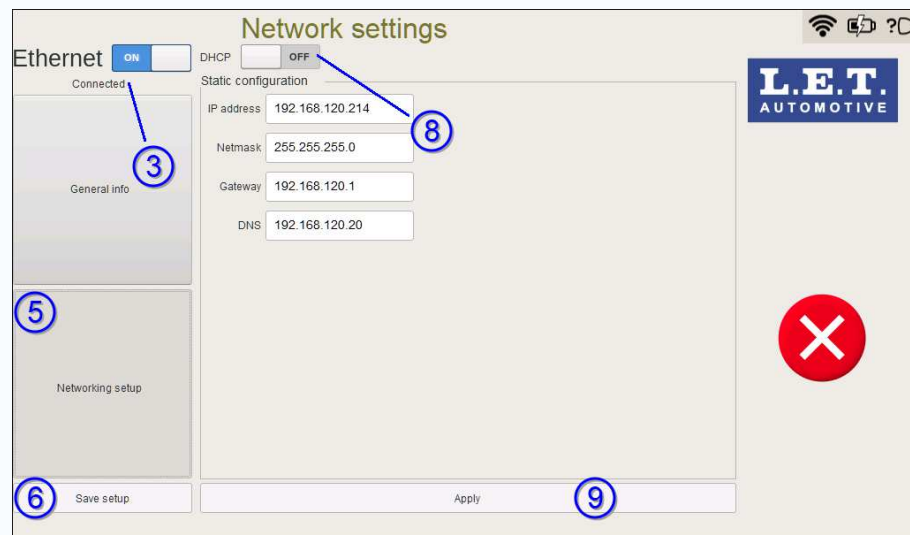 Network settings
?
Ethernet ON
DHCP OFF
Connected
Static configuration
L.E.T.
AUTOMOTIVE
IP address 192.168.120.214
8
Netmask 255.255.255.0
3
General info
Gateway 192.168.120.1
DNS 192.168.120.20
5
Networking setup
6 Save setup
Apply 9